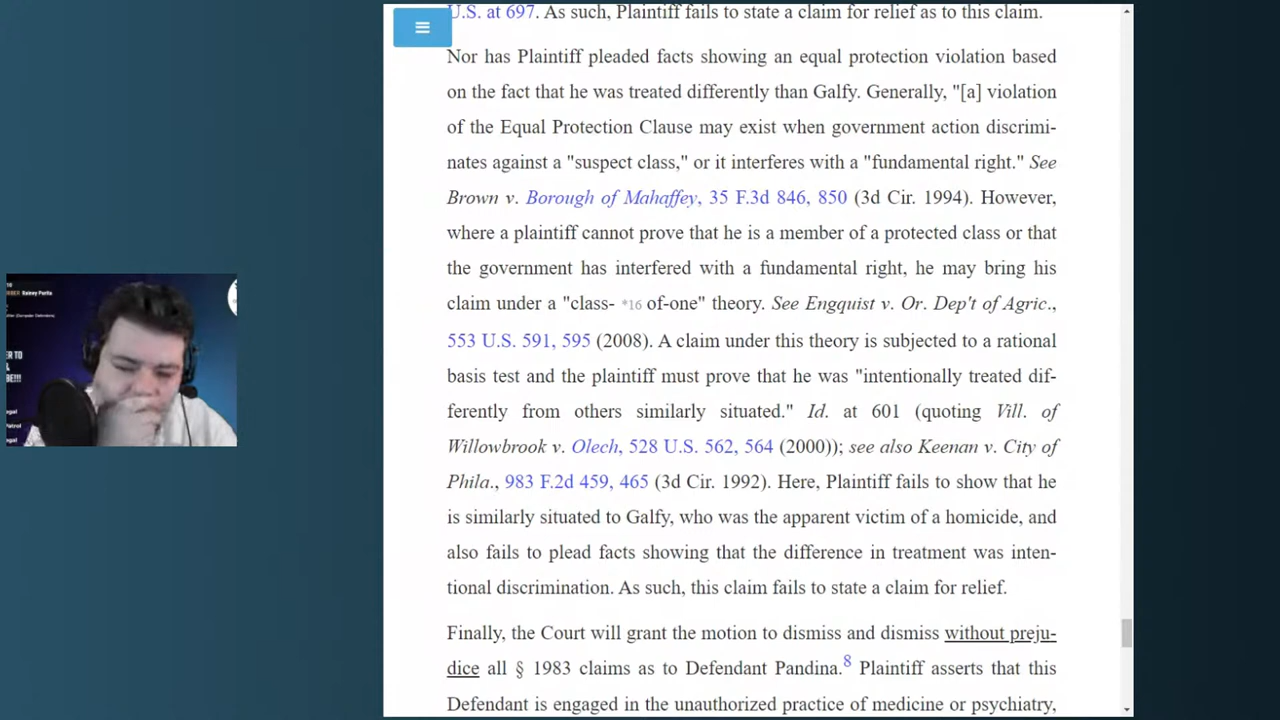 U.S. at 697. As such, Plaintiff fails to state a claim for relief as to this claim.
Nor has Plaintiff pleaded facts showing an equal protection violation based
on the fact that he was treated differently than Galfy. Generally, "[a] violation
of the Equal Protection Clause may exist when government action discrimi-
nates against a "suspect class," or it interferes with a "fundamental right." See
Brown v. Borough of Mahaffey, 35 F.3d 846, 850 (3d Cir. 1994). However,
where a plaintiff cannot prove that he is a member of a protected class or that
the government has interfered with a fundamental right, he may bring his
claim under a "class- *16 of-one" theory. See Engquist v. Or. Dep't of Agric.,
553 U.S. 591, 595 (2008). A claim under this theory is subjected to a rational
basis test and the plaintiff must prove that he was "intentionally treated dif-
ferently from others similarly situated." Id. at 601 (quoting Vill. of
Willowbrook v. Olech, 528 U.S. 562, 564 (2000)); see also Keenan v. City of
Phila., 983 F.2d 459, 465 (3d Cir. 1992). Here, Plaintiff fails to show that he
is similarly situated to Galfy, who was the apparent victim of a homicide, and
also fails to plead facts showing that the difference in treatment was inten-
tional discrimination. As such, this claim fails to state a claim for relief.
Finally, the Court will grant the motion to dismiss and dismiss without preju-
dice all § 1983 claims as to Defendant Pandina.8 Plaintiff asserts that this
Defendant is engaged in the unauthorized practice of medicine or psychiatry,